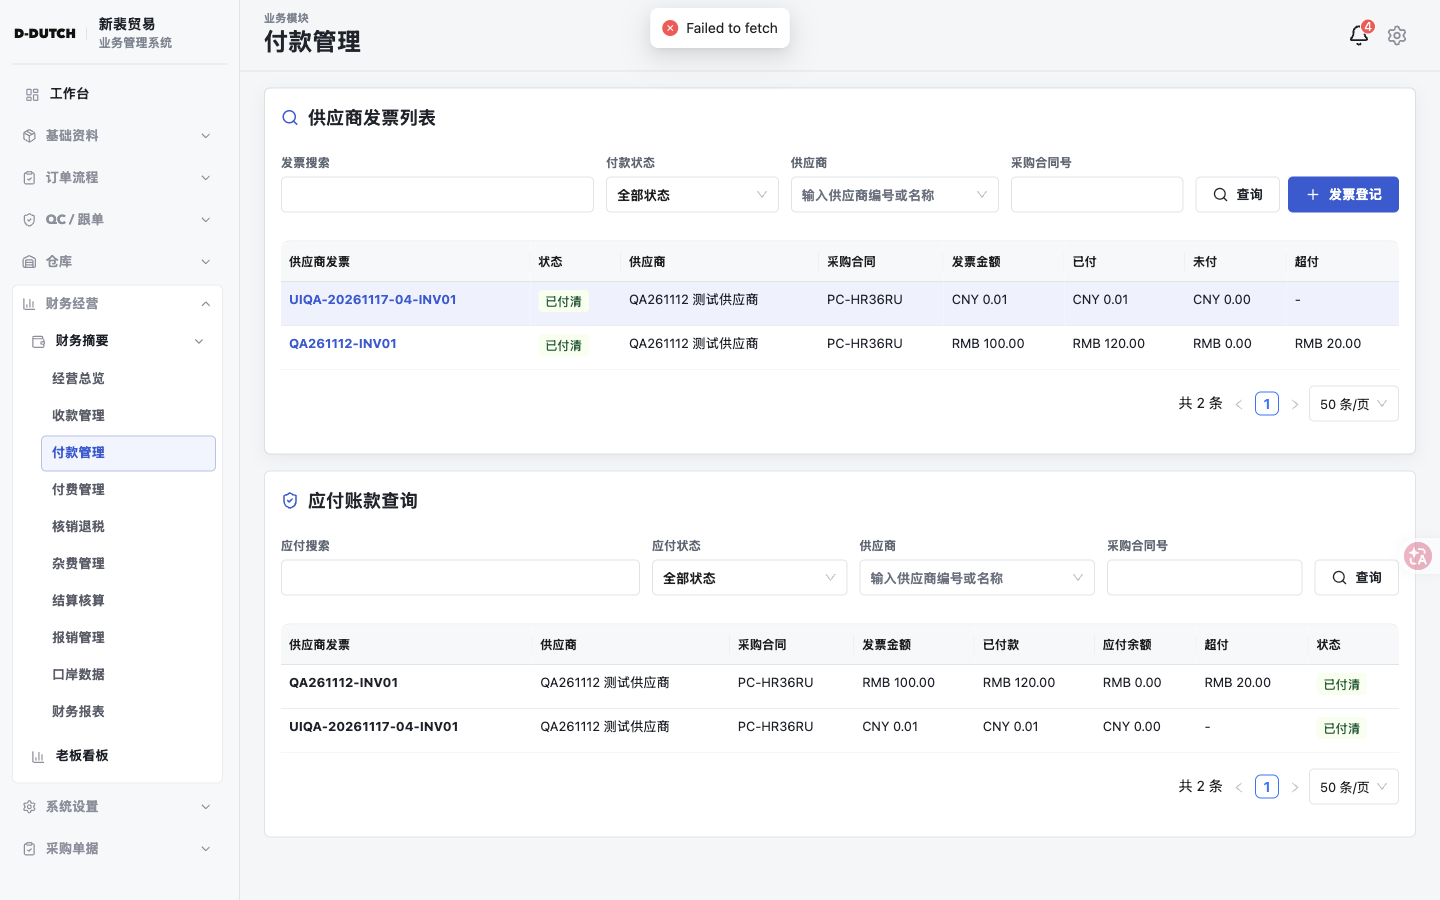 D-DUTCH
新裴贸易
业务管理系统
工作台
基础资料
订单流程
QC / 跟单
仓库
财务经营
财务摘要
经营总览
收款管理
付款管理
付费管理
核销退税
杂费管理
结算核算
报销管理
口岸数据
财务报表
老板看板
系统设置
采购单据
业务模块
付款管理
Failed to fetch
4
供应商发票列表
发票搜索 付款状态 供应商 采购合同号
全部状态 输入供应商编号或名称 查询 发票登记
供应商发票 状态 供应商 采购合同 发票金额 已付 未付 超付
UIQA-20261117-04-INV01 已付清 QA261112 测试供应商 PC-HR36RU CNY 0.01 CNY 0.01 CNY 0.00 -
QA261112-INV01 已付清 QA261112 测试供应商 PC-HR36RU RMB 100.00 RMB 120.00 RMB 0.00 RMB 20.00
共 2 条 1 50 条/页
应付账款查询
应付搜索 应付状态 供应商 采购合同号
全部状态 输入供应商编号或名称 查询
供应商发票 供应商 采购合同 发票金额 已付款 应付余额 超付 状态
QA261112-INV01 QA261112 测试供应商 PC-HR36RU RMB 100.00 RMB 120.00 RMB 0.00 RMB 20.00 已付清
UIQA-20261117-04-INV01 QA261112 测试供应商 PC-HR36RU CNY 0.01 CNY 0.01 CNY 0.00 - 已付清
共 2 条 1 50 条/页